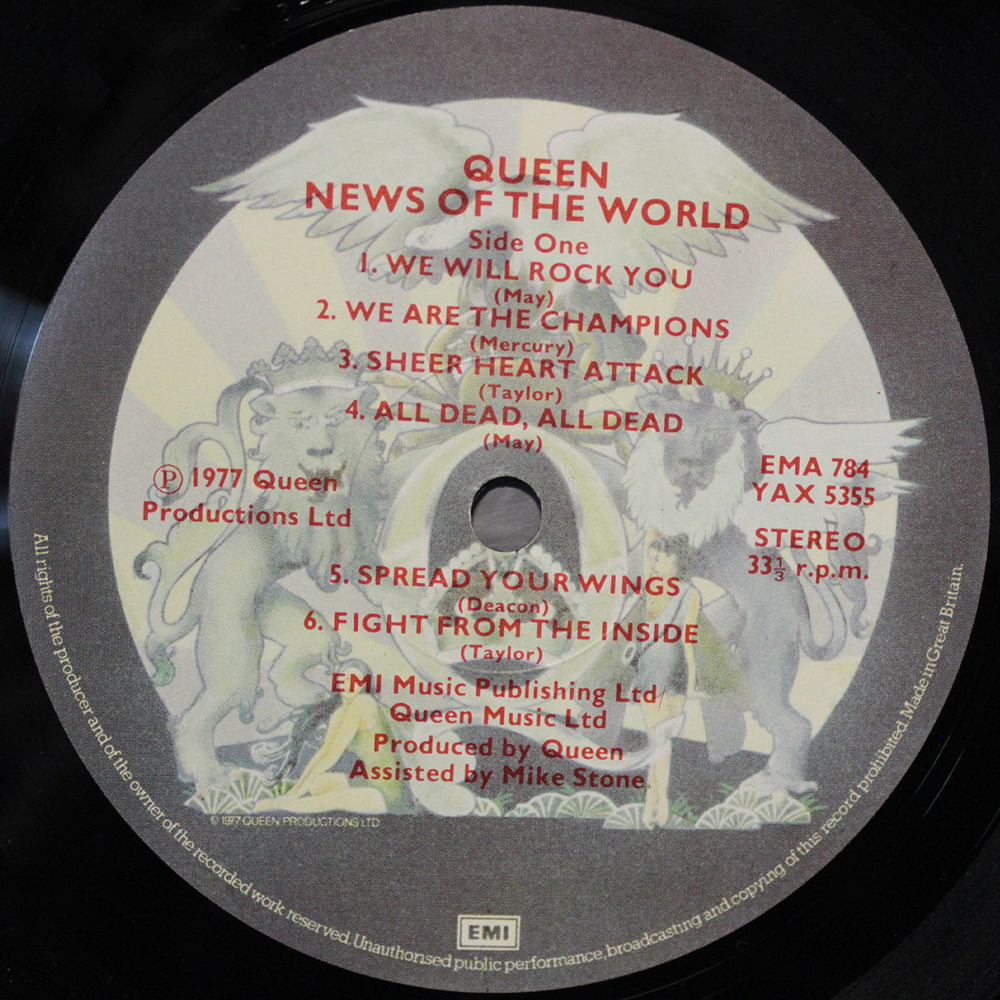 QUEEN
NEWS OF THE WORLD
Side One
1. WE WILL ROCK YOU
(May)
2. WE ARE THE CHAMPIONS
(Mercury)
3. SHEER HEART ATTACK
(Taylor)
4. ALL DEAD, ALL DEAD
(May)
Ⓟ 1977 Queen
Productions Ltd
EMA 784
YAX 5355
STEREO
33⅓ r.p.m.
5. SPREAD YOUR WINGS
(Deacon)
6. FIGHT FROM THE INSIDE
(Taylor)
EMI Music Publishing Ltd/
Queen Music Ltd
Produced by Queen
Assisted by Mike Stone
© 1977 QUEEN PRODUCTIONS LTD
All rights of the producer and of the owner of the recorded work reserved. Unauthorised public performance, broadcasting and copying of this record prohibited. Made in Great Britain.
EMI